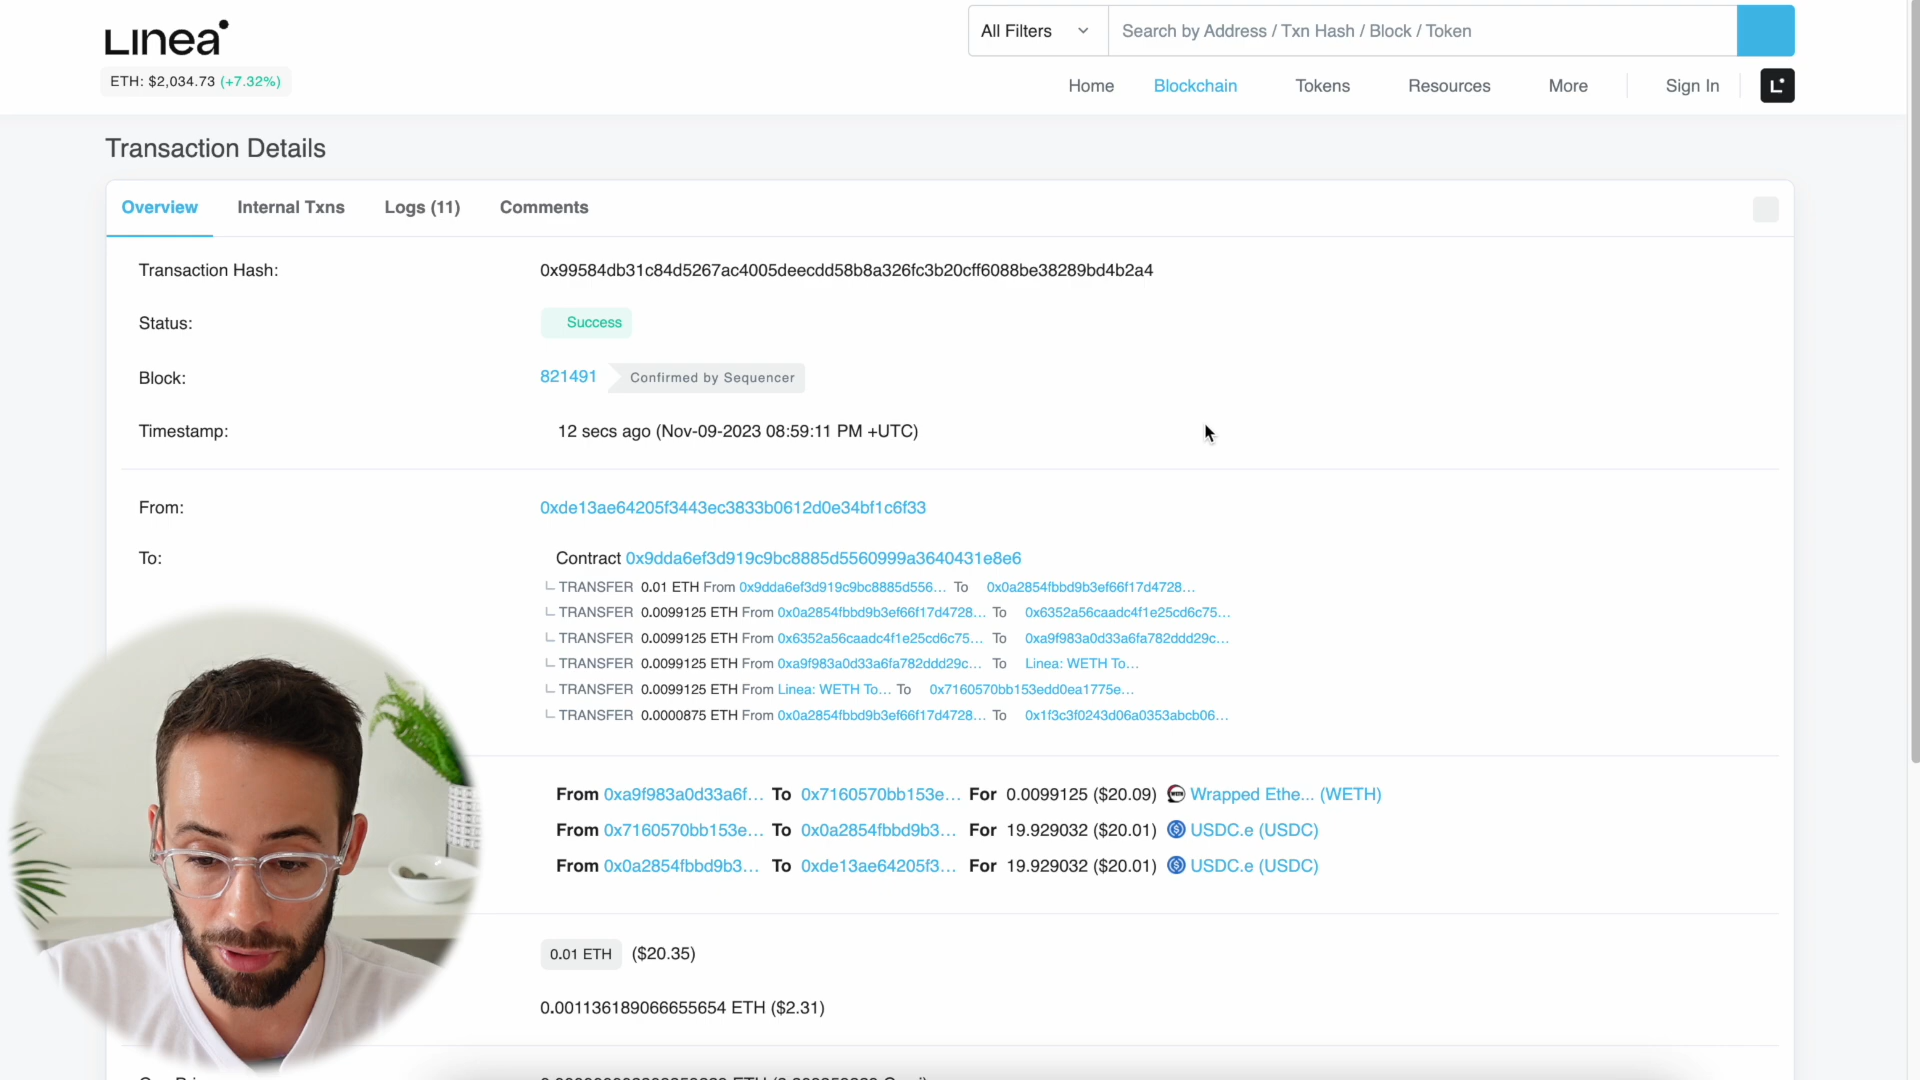 Linea
All Filters
Search by Address / Txn Hash / Block / Token
ETH: $2,034.73 (+7.32%)
Home Blockchain Tokens Resources More Sign In
Transaction Details
Overview Internal Txns Logs (11) Comments
Transaction Hash: 0x99584db31c84d5267ac4005deecdd58b8a326fc3b20cff6088be38289bd4b2a4
Status: Success
Block: 821491 Confirmed by Sequencer
Timestamp: 12 secs ago (Nov-09-2023 08:59:11 PM +UTC)
From: 0xde13ae64205f3443ec3833b0612d0e34bf1c6f33
To: Contract 0x9dda6ef3d919c9bc8885d5560999a3640431e8e6
TRANSFER 0.01 ETH From 0x9dda6ef3d919c9bc8885d556... To 0x0a2854fbbd9b3ef66f17d4728...
TRANSFER 0.0099125 ETH From 0x0a2854fbbd9b3ef66f17d4728... To 0x6352a56caadc4f1e25cd6c75...
TRANSFER 0.0099125 ETH From 0x6352a56caadc4f1e25cd6c75... To 0xa9f983a0d33a6fa782ddd29c...
TRANSFER 0.0099125 ETH From 0xa9f983a0d33a6fa782ddd29c... To Linea: WETH To...
TRANSFER 0.0099125 ETH From Linea: WETH To... To 0x7160570bb153edd0ea1775e...
TRANSFER 0.0000875 ETH From 0x0a2854fbbd9b3ef66f17d4728... To 0x1f3c3f0243d06a0353abcb06...
From 0xa9f983a0d33a6f... To 0x7160570bb153e... For 0.0099125 ($20.09) Wrapped Ethe... (WETH)
From 0x7160570bb153e... To 0x0a2854fbbd9b3... For 19.929032 ($20.01) USDC.e (USDC)
From 0x0a2854fbbd9b3... To 0xde13ae64205f3... For 19.929032 ($20.01) USDC.e (USDC)
0.01 ETH ($20.35)
0.001136189066655654 ETH ($2.31)